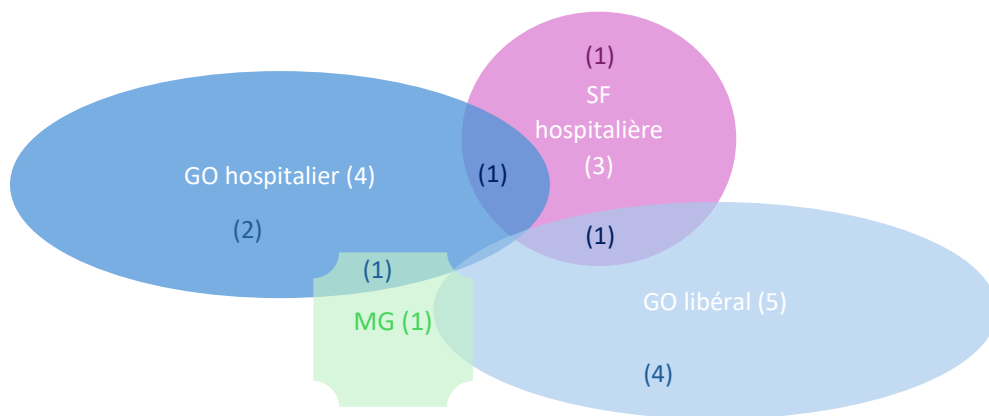 (1)
SF
hospitalière
(3)
GO hospitalier (4)
(1)
(2)
(1)
(1)
MG (1)
GO libéral (5)
(4)